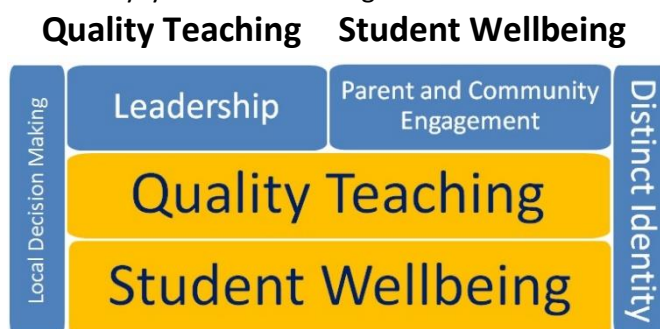 Quality Teaching Student Wellbeing
Local Decision Making
Leadership
Parent and Community
Engagement
Distinct Identity
Quality Teaching
Student Wellbeing